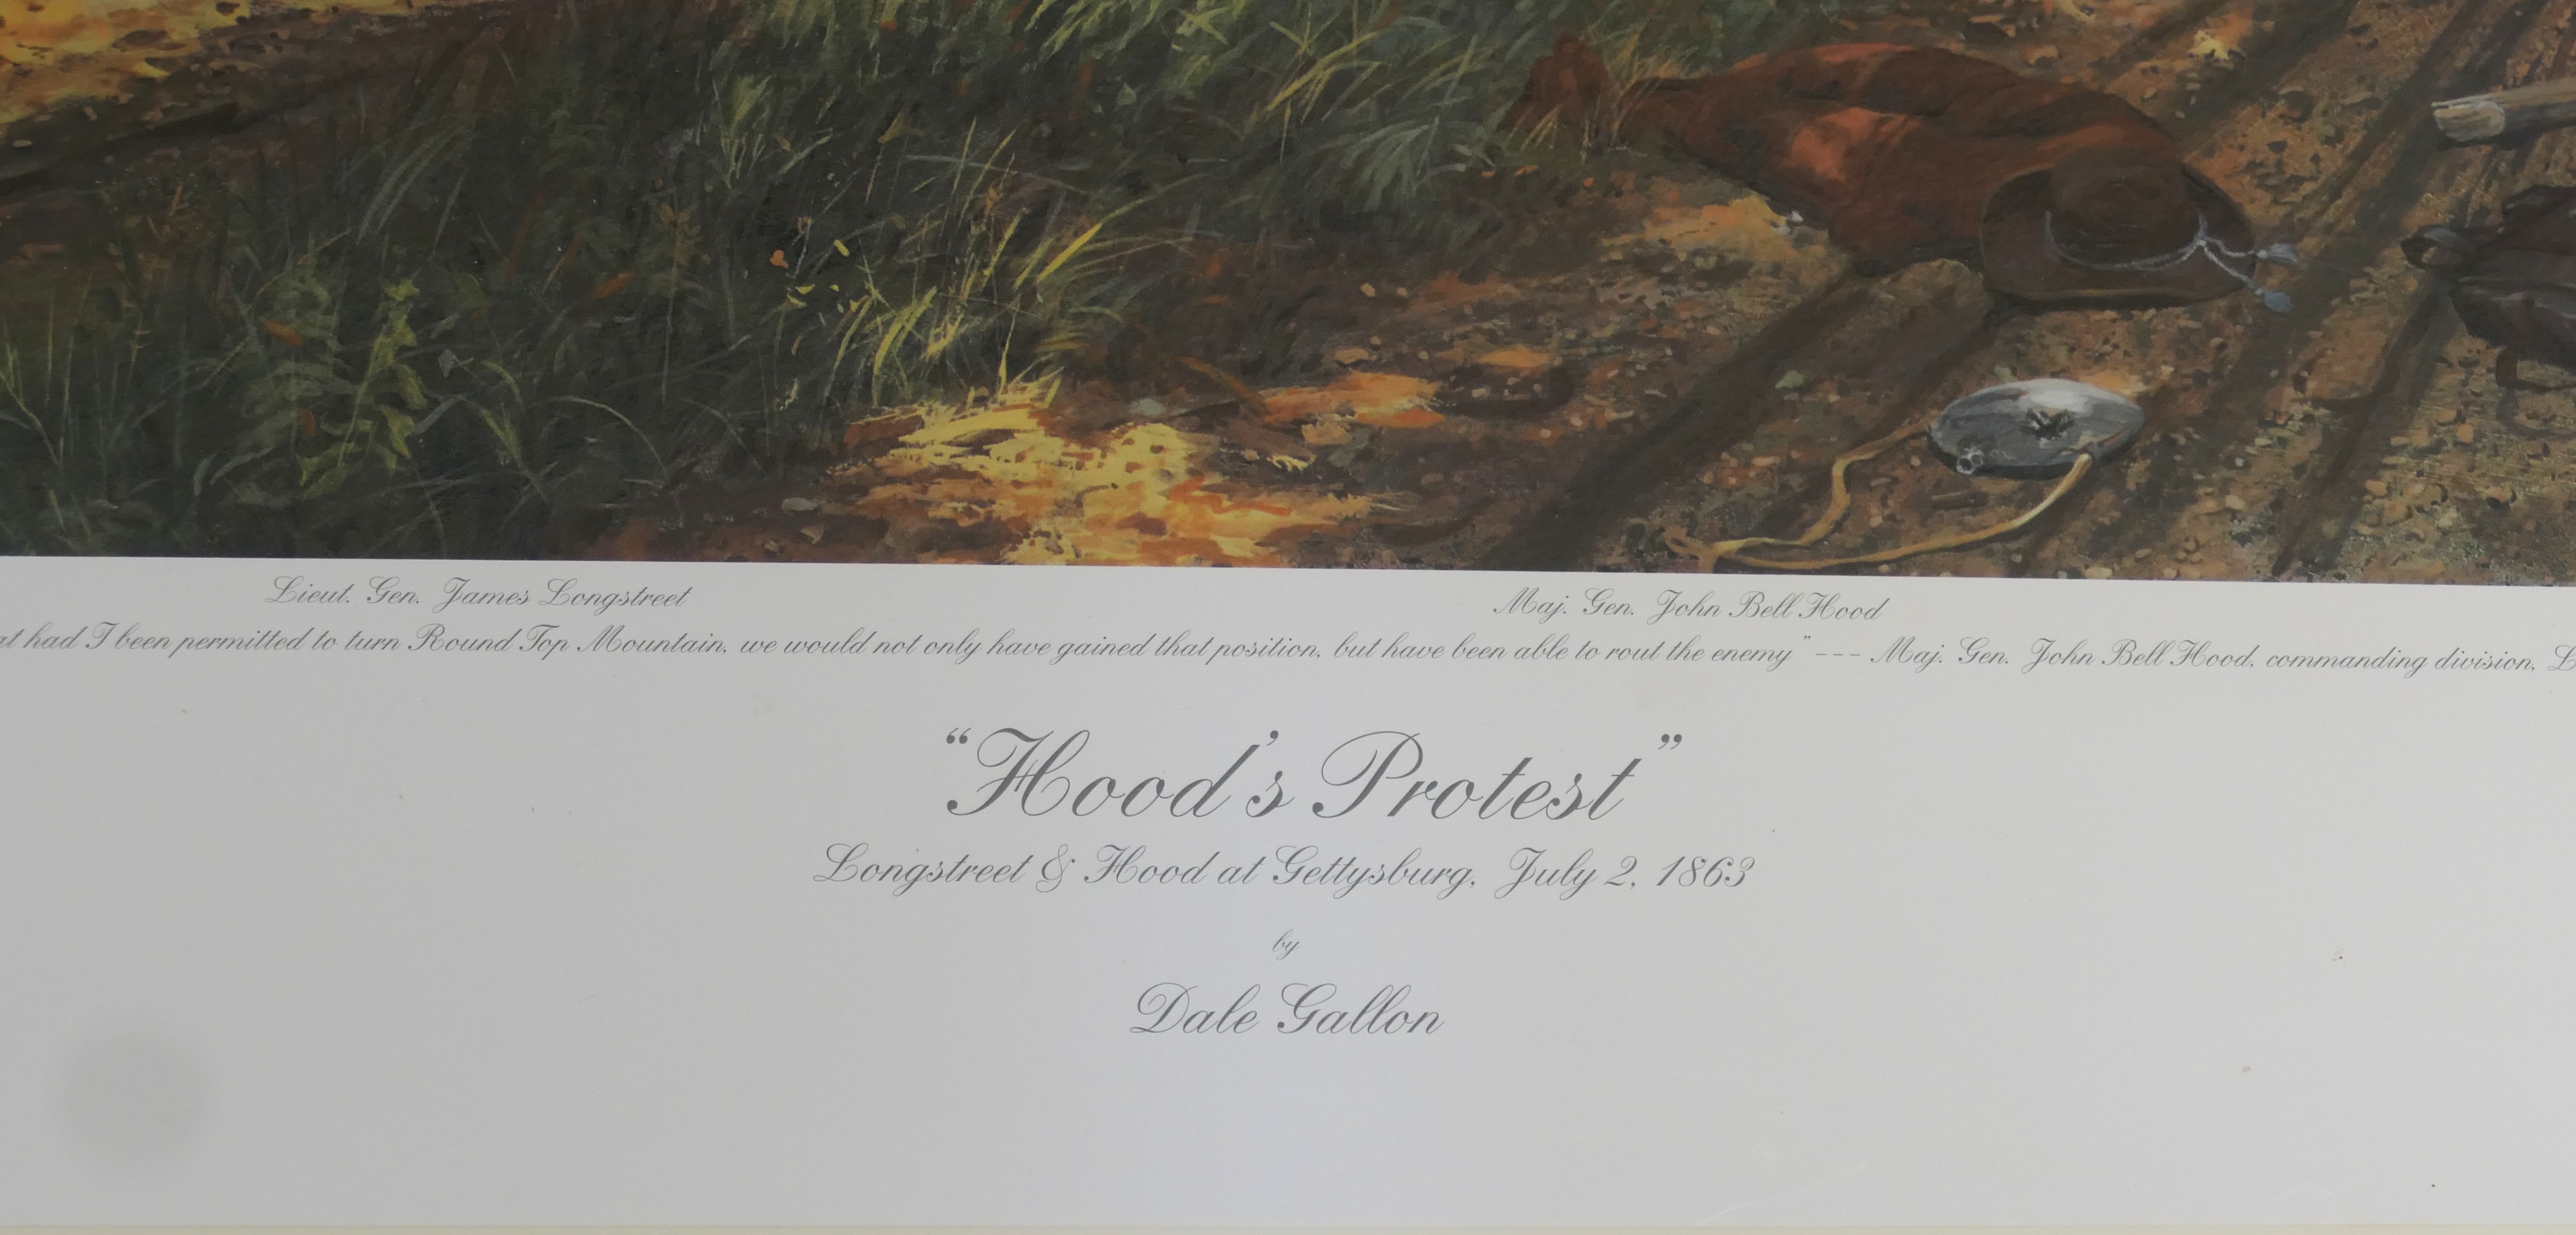 Lieut. Gen. James Longstreet Maj. Gen. John Bell Hood
had I been permitted to turn Round Top Mountain, we would not only have gained that position, but have been able to rout the enemy" --- Maj. Gen. John Bell Hood, commanding division,
"Hood's Protest"
Longstreet & Hood at Gettysburg, July 2, 1863
by
Dale Gallon